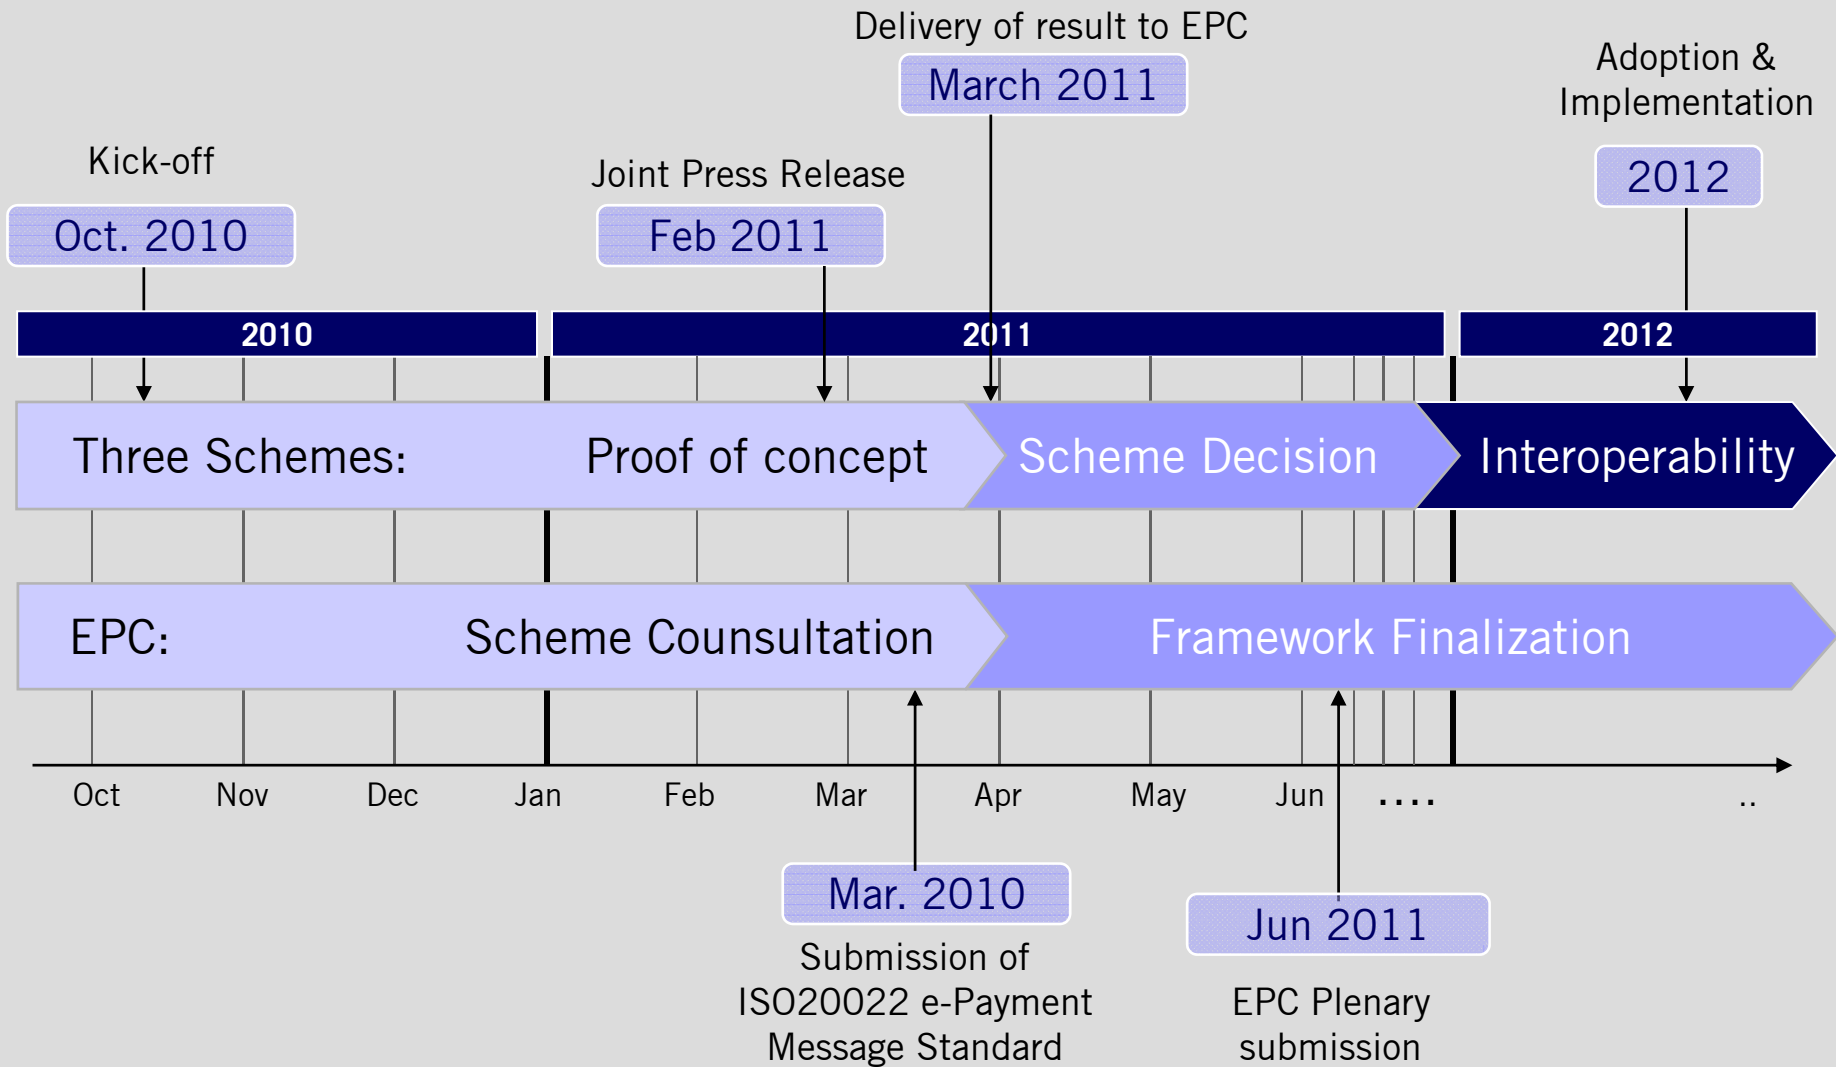 Delivery of result to EPC
March 2011
Adoption &
Implementation
2012
Kick-off
Oct. 2010
Joint Press Release
Feb 2011
2010
2011
2012
Three Schemes:
Proof of concept
Scheme Decision
Interoperability
EPC:
Scheme Counsultation
Framework Finalization
Oct
Nov
Dec
Jan
Feb
Mar
Apr
May
Jun
....
..
Mar. 2010
Submission of
ISO20022 e-Payment
Message Standard
Jun 2011
EPC Plenary
submission